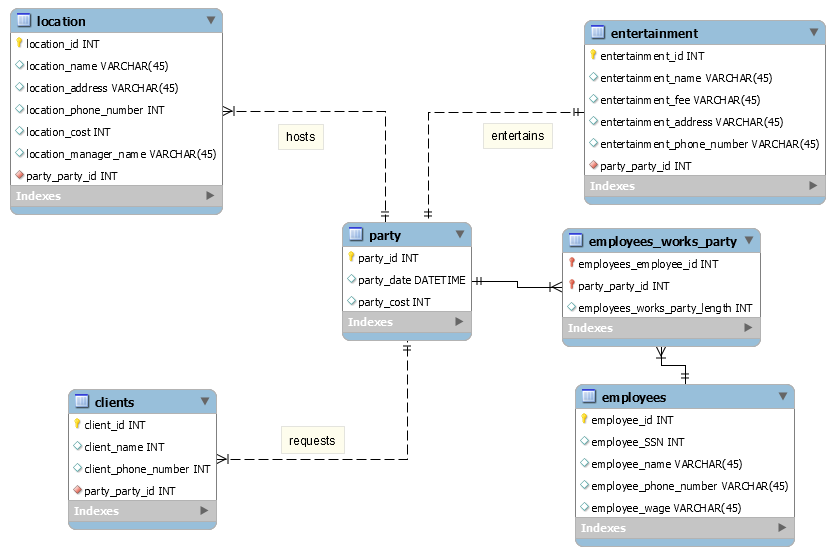 location
location_id INT
location_name VARCHAR(45)
location_address VARCHAR(45)
location_phone_number INT
location_cost INT
location_manager_name VARCHAR(45)
party_party_id INT
Indexes
hosts
entertainment
entertainment_id INT
entertainment_name VARCHAR(45)
entertainment_fee VARCHAR(45)
entertainment_address VARCHAR(45)
entertainment_phone_number VARCHAR(45)
party_party_id INT
Indexes
entertains
party
party_id INT
party_date DATETIME
party_cost INT
Indexes
employees_works_party
employees_employee_id INT
party_party_id INT
employees_works_party_length INT
Indexes
clients
client_id INT
client_name INT
client_phone_number INT
party_party_id INT
Indexes
requests
employees
employee_id INT
employee_SSN INT
employee_name VARCHAR(45)
employee_phone_number VARCHAR(45)
employee_wage VARCHAR(45)
Indexes